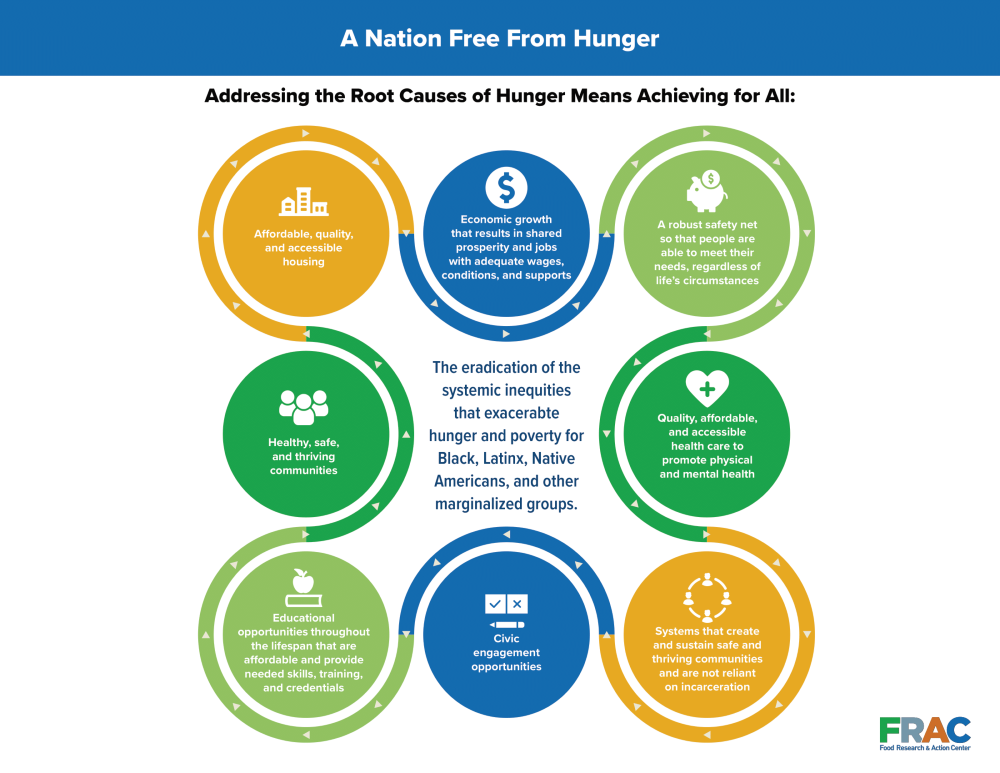 A Nation Free From Hunger
Addressing the Root Causes of Hunger Means Achieving for All:
Affordable, quality,
and accessible
housing
$
Economic growth
that results in shared
prosperity and jobs
with adequate wages,
conditions, and supports
$
A robust safety net
so that people are
able to meet their
needs, regardless of
life's circumstances
Healthy, safe,
and thriving
communities
The eradication of the
systemic inequities
that exacerabte
hunger and poverty for
Black, Latinx, Native
Americans, and other
marginalized groups.
Quality, affordable,
and accessible
health care to
promote physical
and mental health
Educational
opportunities throughout
the lifespan that are
affordable and provide
needed skills, training,
and credentials
Civic
engagement
opportunities
Systems that create
and sustain safe and
thriving communities
and are not reliant
on incarceration
FRAC
Food Research & Action Center